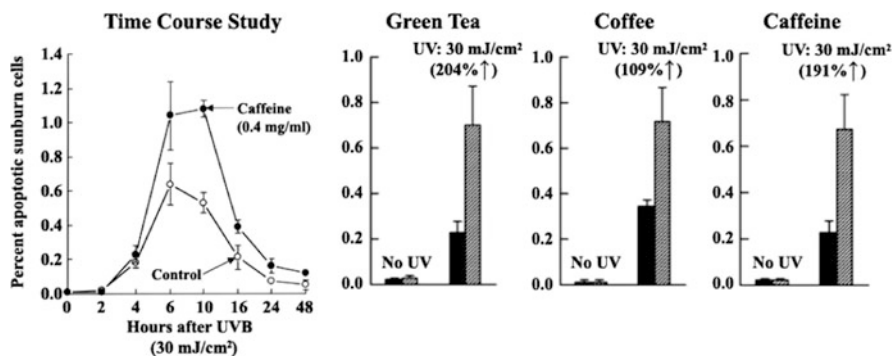 Time Course Study
Percent apoptotic sunburn cells
1.4
1.2
1.0
0.8
0.6
0.4
0.2
0.0
Caffeine
(0.4 mg/ml)
Control
0 2 4 6 10 16 24 48
Hours after UVB
(30 mJ/cm²)
Green Tea
UV: 30 mJ/cm²
(204%↑)
1.0
0.8
0.6
0.4
0.2
0
No UV
Coffee
UV: 30 mJ/cm²
(109%↑)
1.0
0.8
0.6
0.4
0.2
0
No UV
Caffeine
UV: 30 mJ/cm²
(191%↑)
1.0
0.8
0.6
0.4
0.2
0
No UV